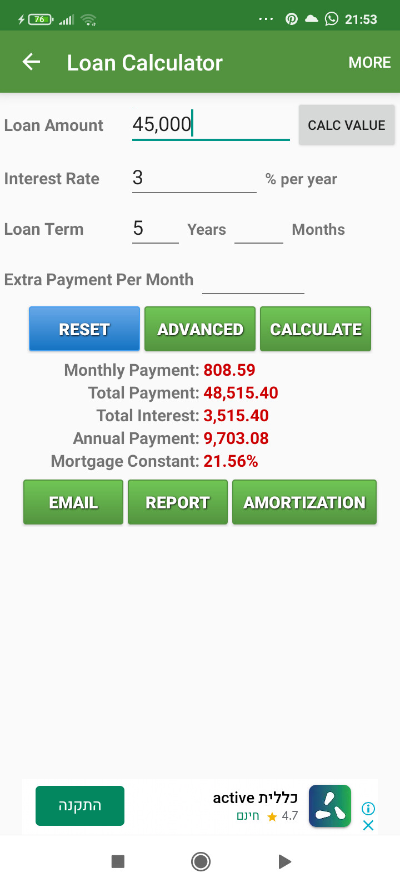 76 21:53
Loan Calculator MORE
Loan Amount 45,000 CALC VALUE
Interest Rate 3 % per year
Loan Term 5 Years Months
Extra Payment Per Month
RESET ADVANCED CALCULATE
Monthly Payment: 808.59
Total Payment: 48,515.40
Total Interest: 3,515.40
Annual Payment: 9,703.08
Mortgage Constant: 21.56%
EMAIL REPORT AMORTIZATION
כללית active
4.7 ★ חינם
התקנה